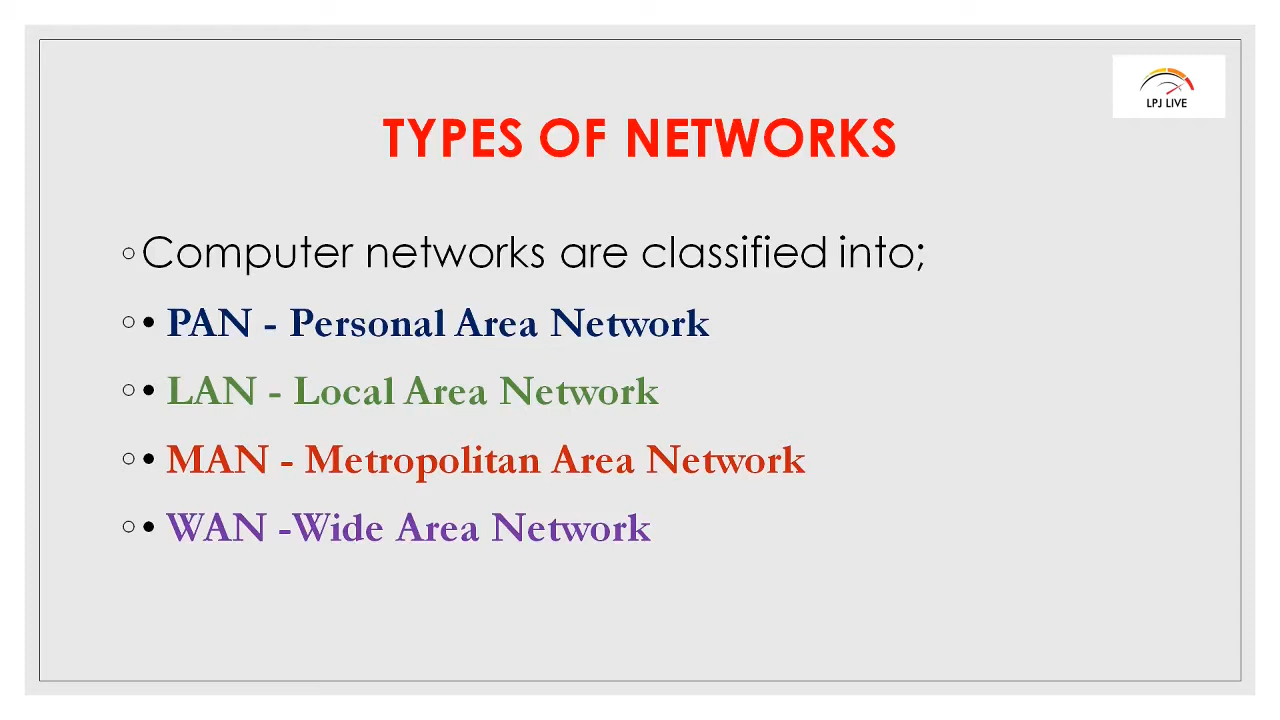 LPJ LIVE
TYPES OF NETWORKS
◦Computer networks are classified into;
◦• PAN - Personal Area Network
◦• LAN - Local Area Network
◦• MAN - Metropolitan Area Network
◦• WAN -Wide Area Network